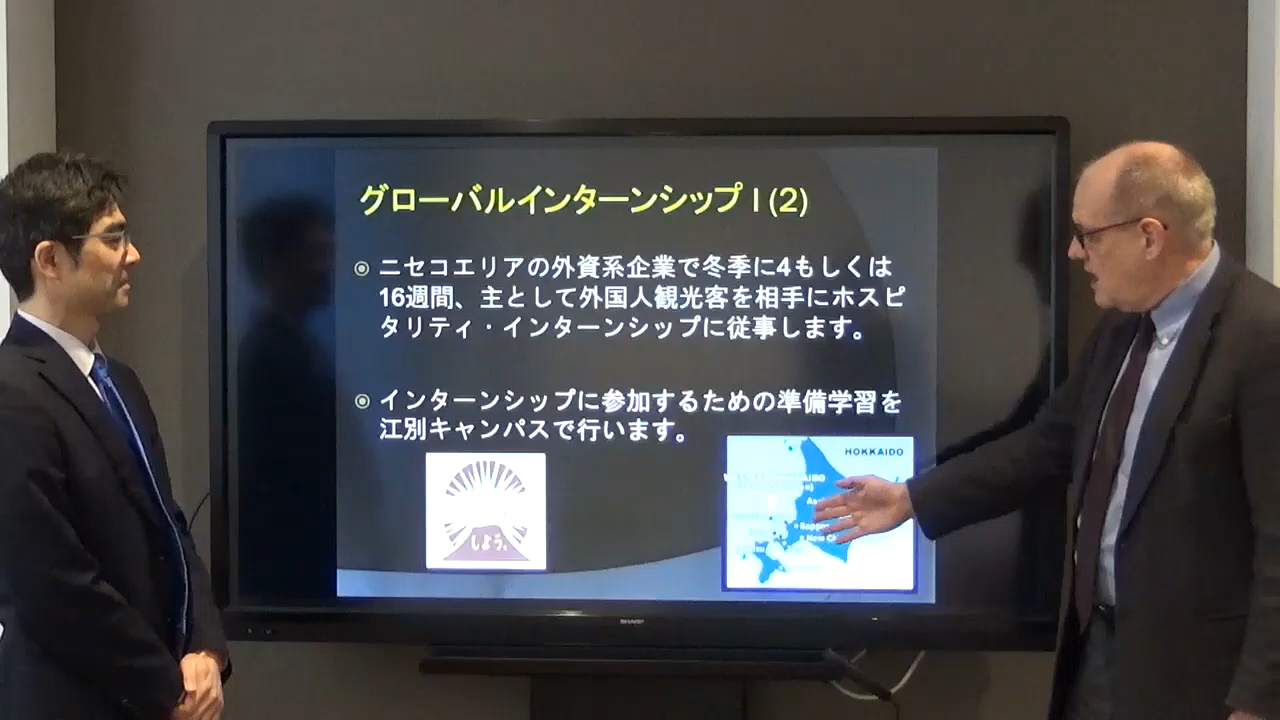 グローバルインターンシップ I (2)
ニセコエリアの外資系企業で冬季に4もしくは
16週間、主として外国人観光客を相手にホスピ
タリティ・インターンシップに従事します。
インターンシップに参加するための準備学習を
江別キャンパスで行います。
しょう。
HOKKAIDO
SHARP